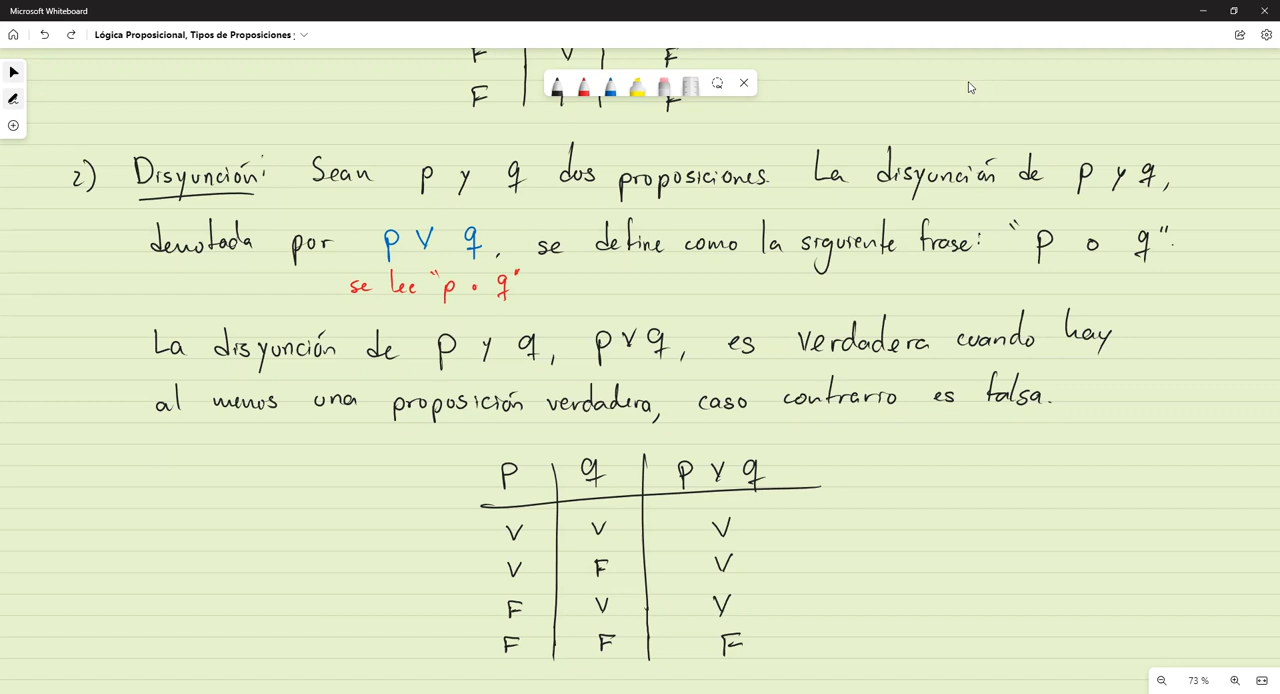 Microsoft Whiteboard
Lógica Proposicional, Tipos de Proposiciones
F | V | F
F | | F
2) Disyunción: Sean p y q dos proposiciones. La disyunción de p y q,
denotada por p ∨ q, se define como la siguiente frase: "p o q".
se lee "p o q"
La disyunción de p y q, p ∨ q, es verdadera cuando hay
al menos una proposición verdadera, caso contrario es falsa.
p | q | p ∨ q
V | V | V
V | F | V
F | V | V
F | F | F
73 %